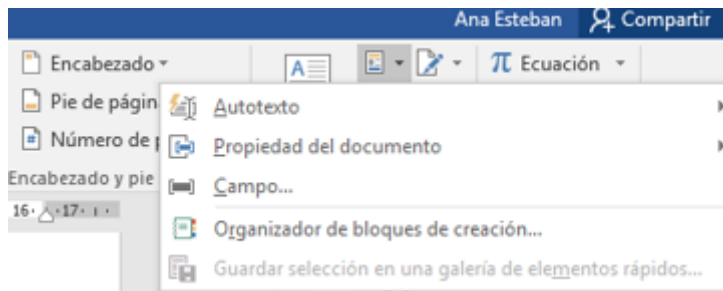 Ana Esteban Compartir
Encabezado
A
π Ecuación
Pie de págin
Número de p
Encabezado y pie
16 17
Autotexto
Propiedad del documento
Campo...
Organizador de bloques de creación...
Guardar selección en una galería de elementos rápidos...